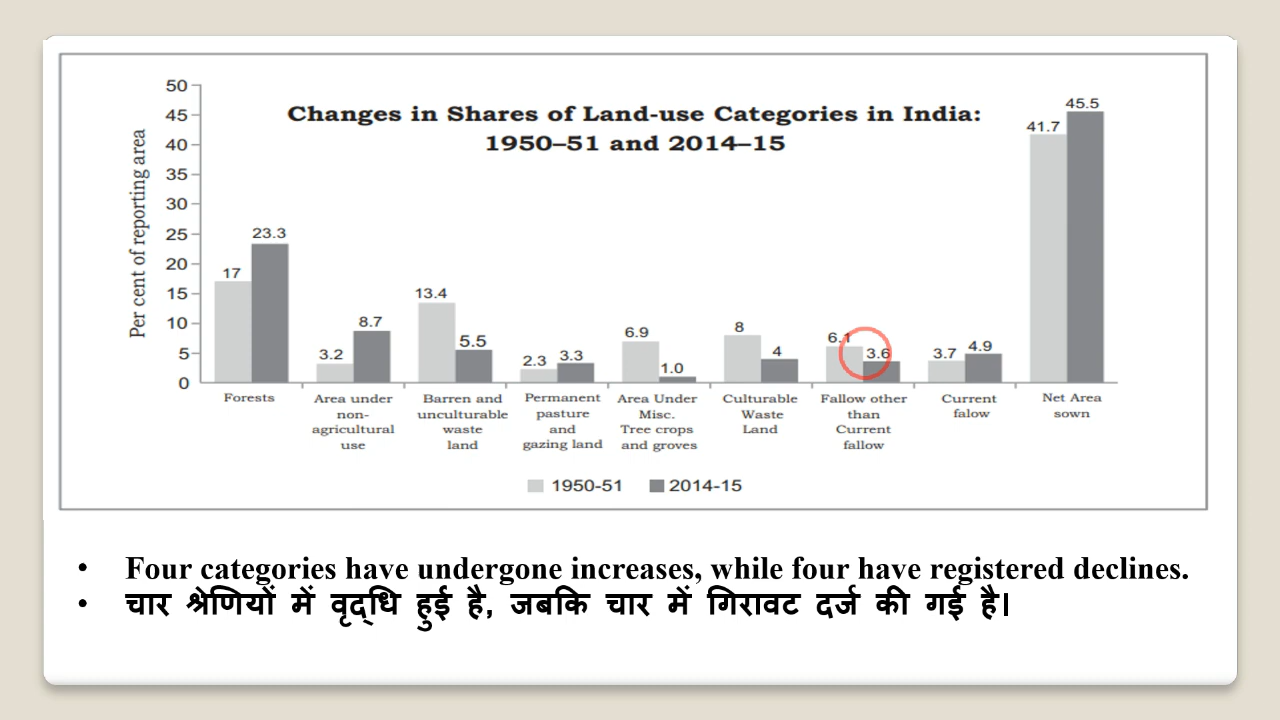 Changes in Shares of Land-use Categories in India:
1950–51 and 2014–15
Per cent of reporting area
50
45
40
35
30
25
20
15
10
5
0
17
23.3
3.2
8.7
13.4
5.5
2.3
3.3
6.9
1.0
8
4
6.1
3.6
3.7
4.9
41.7
45.5
Forests
Area under
non-
agricultural
use
Barren and
unculturable
waste
land
Permanent
pasture
and
gazing land
Area Under
Misc.
Tree crops
and groves
Culturable
Waste
Land
Fallow other
than
Current
fallow
Current
falow
Net Area
sown
1950-51
2014-15
• Four categories have undergone increases, while four have registered declines.
• चार श्रेणियों में वृद्धि हुई है, जबकि चार में गिरावट दर्ज की गई है।